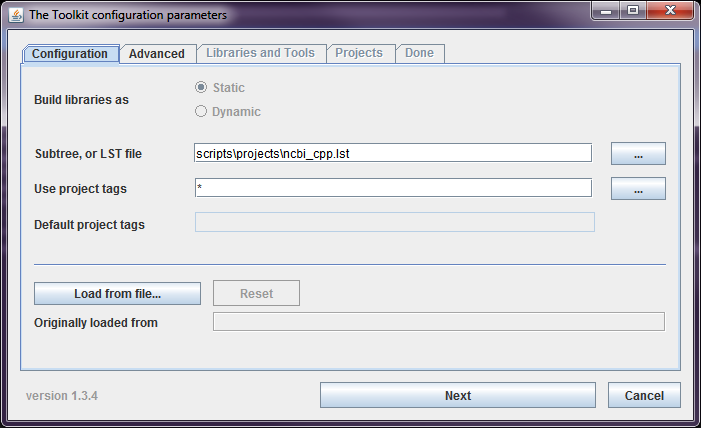 The Toolkit configuration parameters
Configuration Advanced Libraries and Tools Projects Done
Build libraries as
Static
Dynamic
Subtree, or LST file scripts\projects\ncbi_cpp.lst ...
Use project tags * ...
Default project tags
Load from file... Reset
Originally loaded from
version 1.3.4 Next Cancel